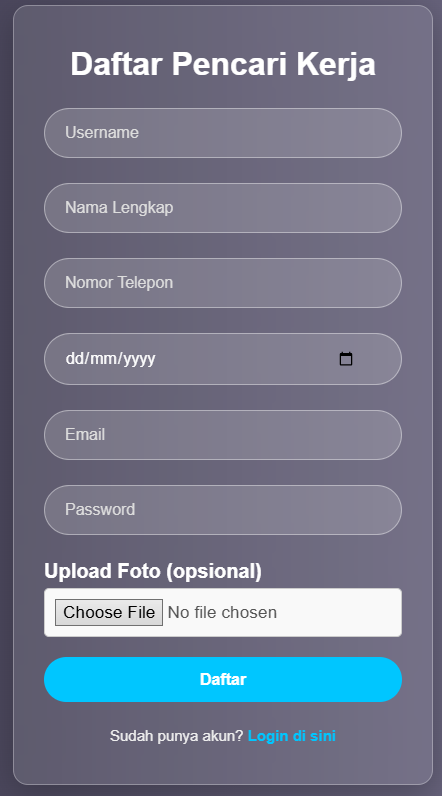 Daftar Pencari Kerja
Username
Nama Lengkap
Nomor Telepon
dd/mm/yyyy
Email
Password
Upload Foto (opsional)
Choose File No file chosen
Daftar
Sudah punya akun? Login di sini